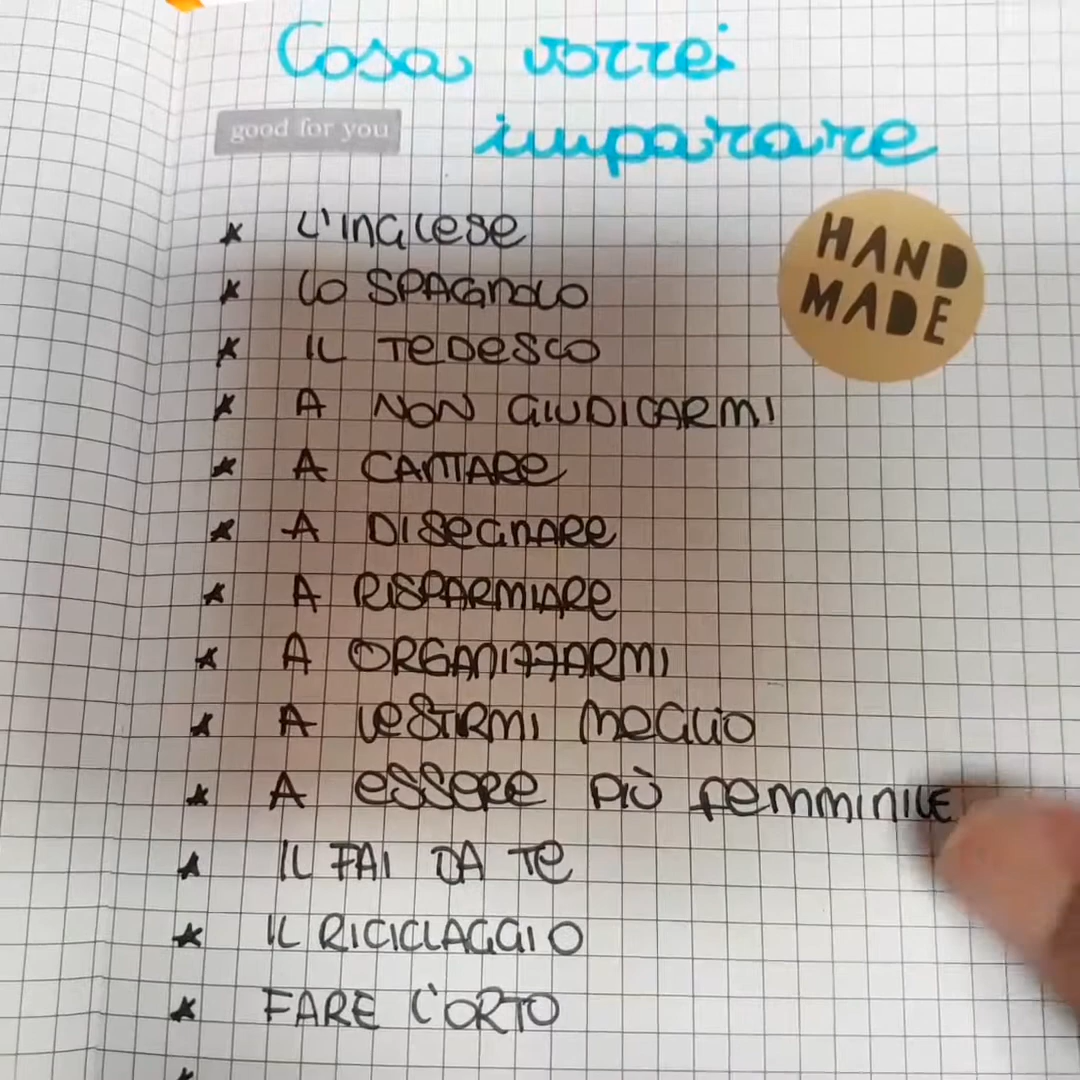 Cosa vorrei
good for you
imparare
HAND
MADE
L'INGLESE
LO SPAGNOLO
IL TEDESCO
A NON GIUDICARMI
A CANTARE
A DISEGNARE
A RISPARMIARE
A ORGANIZZARMI
A VESTIRMI MEGLIO
A ESSERE PIÙ FEMMINILE
IL FAI DA TE
IL RICICLAGGIO
FARE L'ORTO